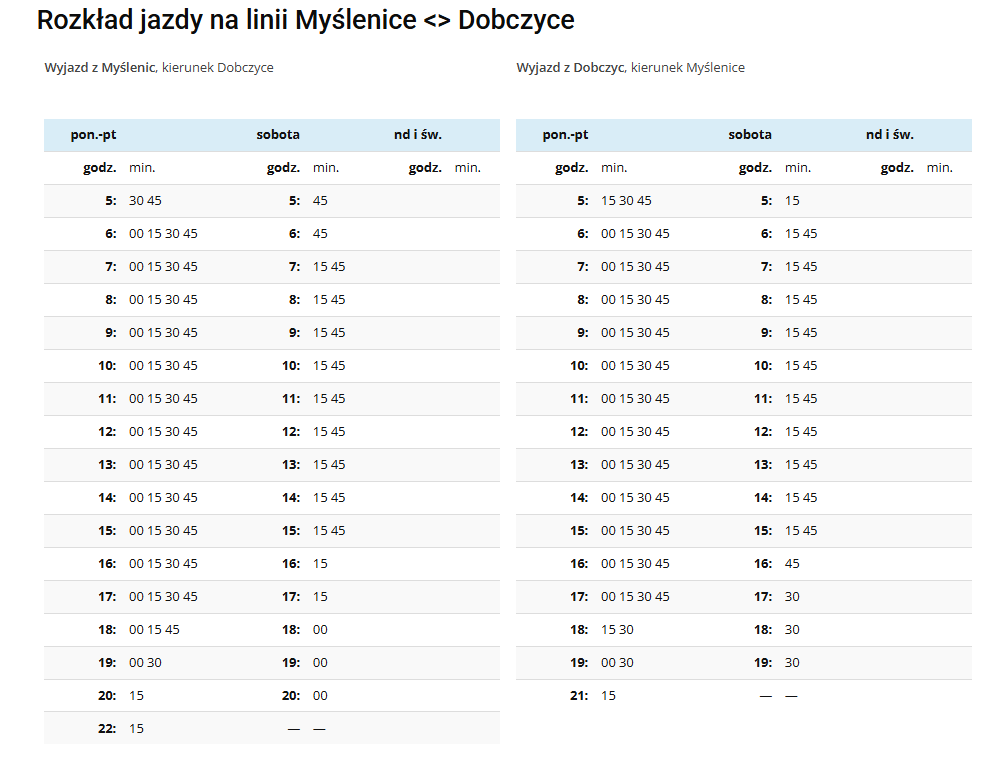 Rozkład jazdy na linii Myślenice <> Dobczyce
Wyjazd z Myślenic, kierunek Dobczyce
pon.-pt sobota nd i św.
godz. min. godz. min. godz. min.
5: 30 45 5: 45
6: 00 15 30 45 6: 45
7: 00 15 30 45 7: 15 45
8: 00 15 30 45 8: 15 45
9: 00 15 30 45 9: 15 45
10: 00 15 30 45 10: 15 45
11: 00 15 30 45 11: 15 45
12: 00 15 30 45 12: 15 45
13: 00 15 30 45 13: 15 45
14: 00 15 30 45 14: 15 45
15: 00 15 30 45 15: 15 45
16: 00 15 30 45 16: 15
17: 00 15 30 45 17: 15
18: 00 15 45 18: 00
19: 00 30 19: 00
20: 15 20: 00
22: 15 — —
Wyjazd z Dobczyc, kierunek Myślenice
pon.-pt sobota nd i św.
godz. min. godz. min. godz. min.
5: 15 30 45 5: 15
6: 00 15 30 45 6: 15 45
7: 00 15 30 45 7: 15 45
8: 00 15 30 45 8: 15 45
9: 00 15 30 45 9: 15 45
10: 00 15 30 45 10: 15 45
11: 00 15 30 45 11: 15 45
12: 00 15 30 45 12: 15 45
13: 00 15 30 45 13: 15 45
14: 00 15 30 45 14: 15 45
15: 00 15 30 45 15: 15 45
16: 00 15 30 45 16: 45
17: 00 15 30 45 17: 30
18: 15 30 18: 30
19: 00 30 19: 30
21: 15 — —